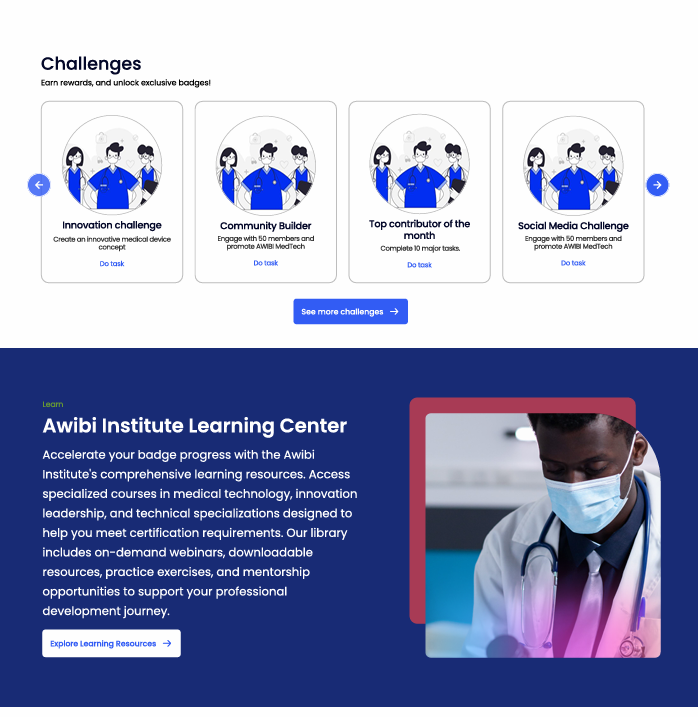 Challenges
Earn rewards, and unlock exclusive badges!
Innovation challenge
Create an innovative medical device
concept
Do task
Community Builder
Engage with 50 members and
promote AWIBI MedTech
Do task
Top contributor of the
month
Complete 10 major tasks.
Do task
Social Media Challenge
Engage with 50 members and
promote AWIBI MedTech
Do task
See more challenges
Learn
Awibi Institute Learning Center
Accelerate your badge progress with the Awibi
Institute's comprehensive learning resources. Access
specialized courses in medical technology, innovation
leadership, and technical specializations designed to
help you meet certification requirements. Our library
includes on-demand webinars, downloadable
resources, practice exercises, and mentorship
opportunities to support your professional
development journey.
Explore Learning Resources